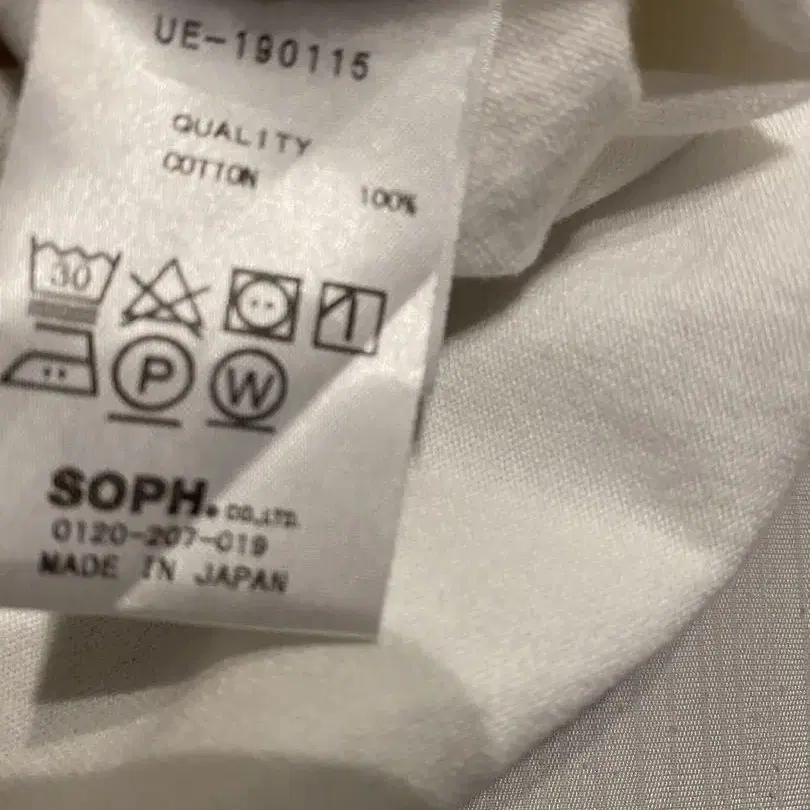 UE-190115
QUALITY
COTTON 100%
30
P W
SOPH. CO.,LTD.
0120-207-019
MADE IN JAPAN